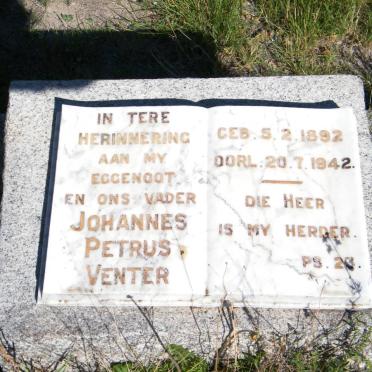 IN TERE
HERINNERING
AAN MY
EGGENOOT
EN ONS VADER
JOHANNES
PETRUS
VENTER
GEB. 5. 2. 1892
OORL. 20. 7. 1942.
DIE HEER
IS MY HERDER.
PS. 23.